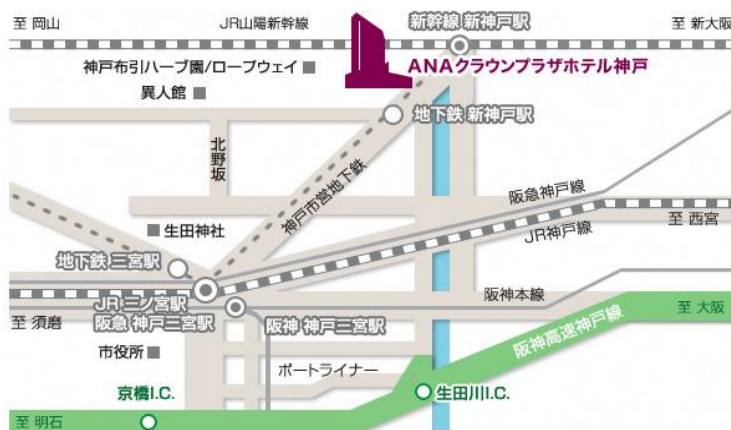 至 岡山
JR山陽新幹線
新幹線 新神戸駅
至 新大阪
神戸布引ハーブ園/ロープウェイ
ANAクラウンプラザホテル神戸
異人館
地下鉄 新神戸駅
北野坂
神戸市営地下鉄
阪急神戸線
生田神社
JR神戸線
至 西宮
地下鉄 三宮駅
JR 三ノ宮駅
阪急 神戸三宮駅
阪神 神戸三宮駅
阪神本線
至 大阪
至 須磨
阪神高速神戸線
市役所
ポートライナー
京橋I.C.
生田川I.C.
至 明石